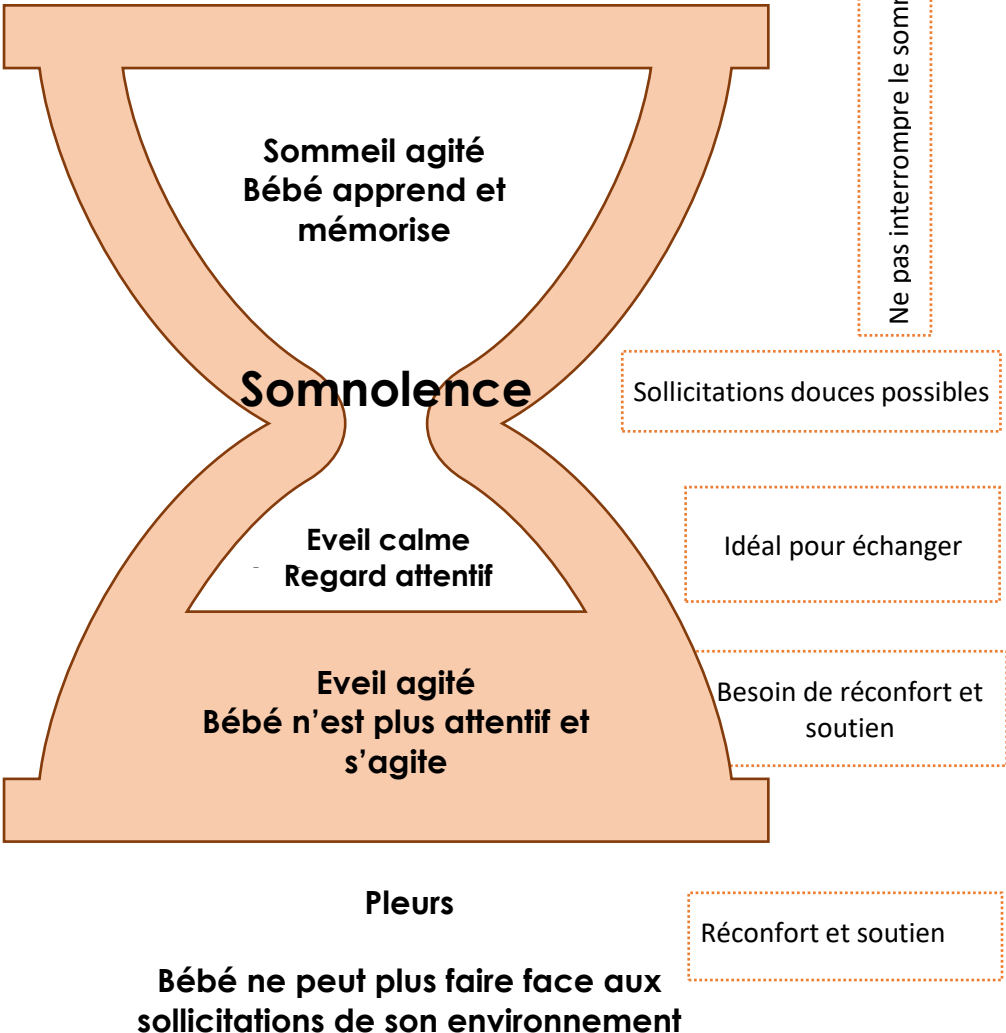 Ne pas interrompre le
Sommeil agité
Bébé apprend et
mémorise
Somnolence
Sollicitations douces possibles
Eveil calme
Regard attentif
Idéal pour échanger
Eveil agité
Bébé n’est plus attentif et
s’agite
Besoin de réconfort et
soutien
Pleurs
Réconfort et soutien
Bébé ne peut plus faire face aux
sollicitations de son environnement